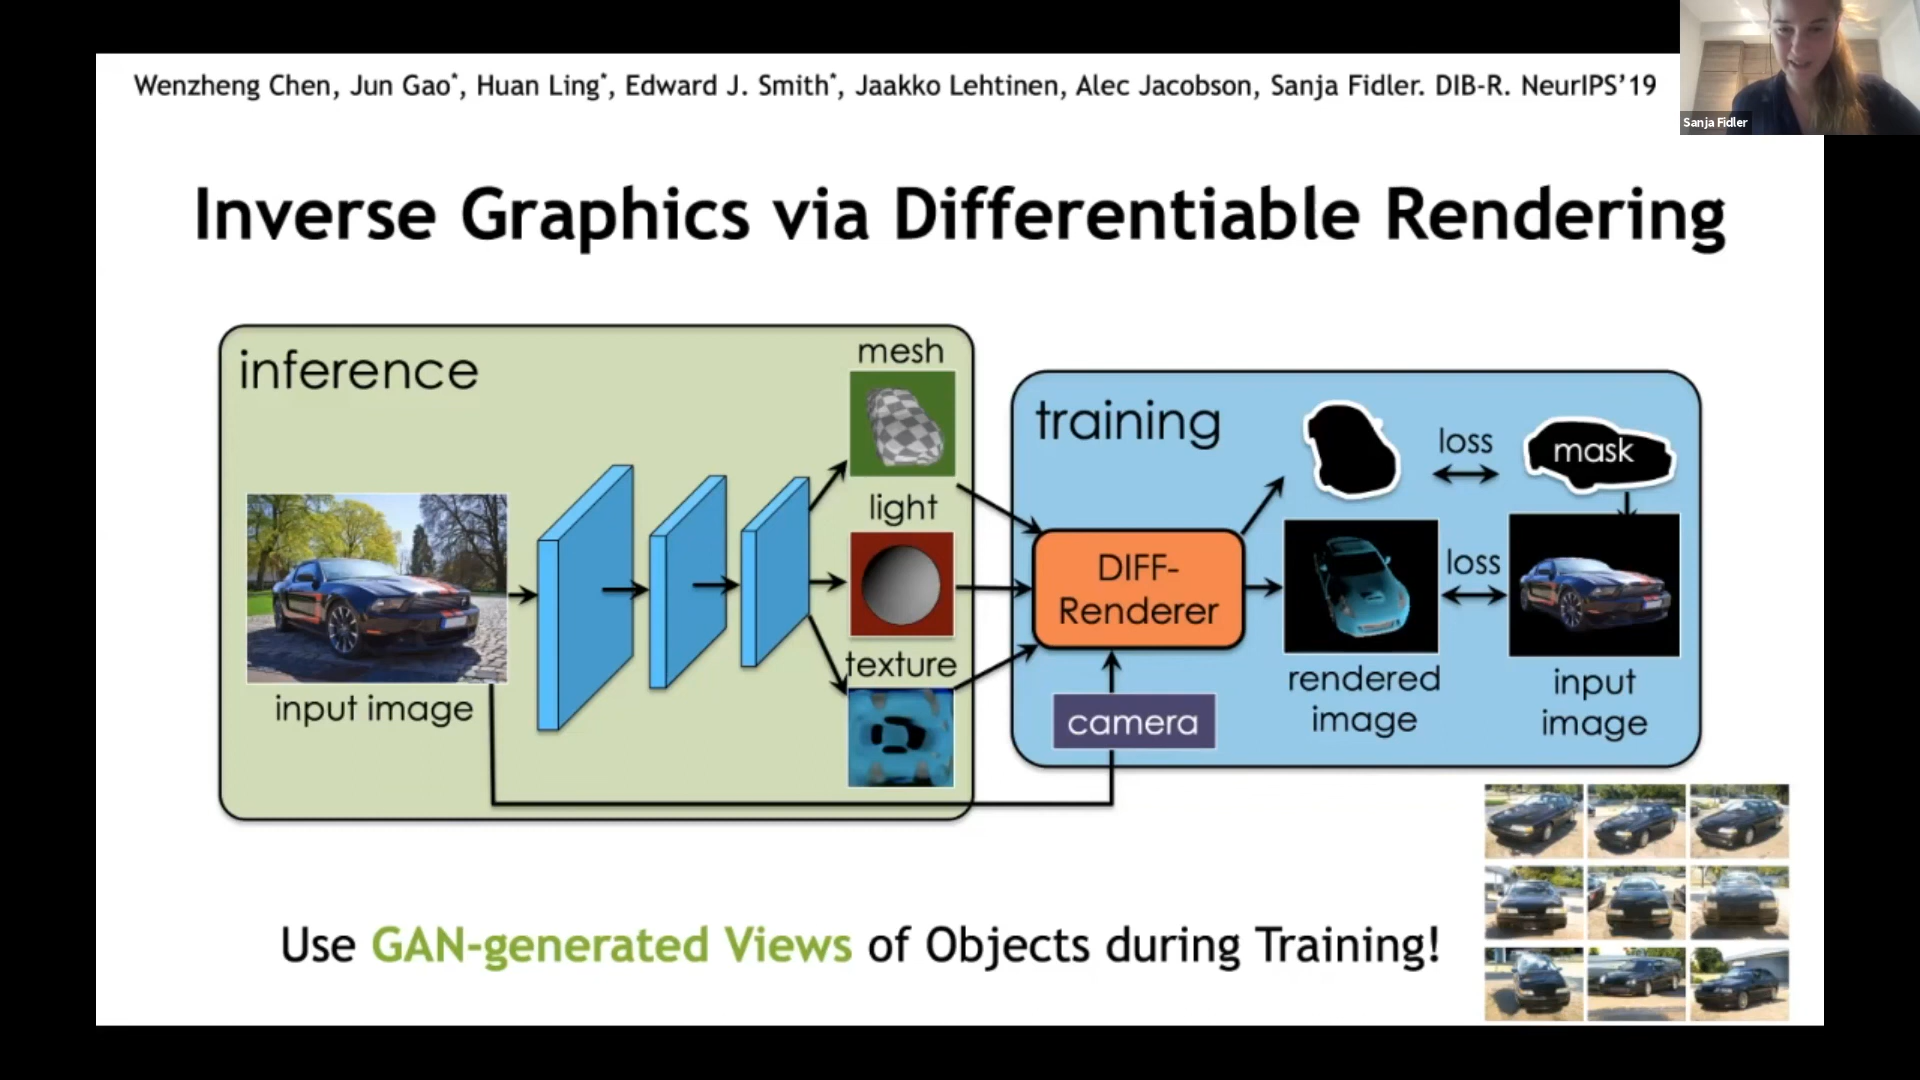 Wenzheng Chen, Jun Gao*, Huan Ling*, Edward J. Smith*, Jaakko Lehtinen, Alec Jacobson, Sanja Fidler. DIB-R. NeurIPS’19
Sanja Fidler
Inverse Graphics via Differentiable Rendering
inference
mesh
light
texture
input image
training
loss
mask
DIFF-
Renderer
loss
camera
rendered
image
input
image
Use GAN-generated Views of Objects during Training!